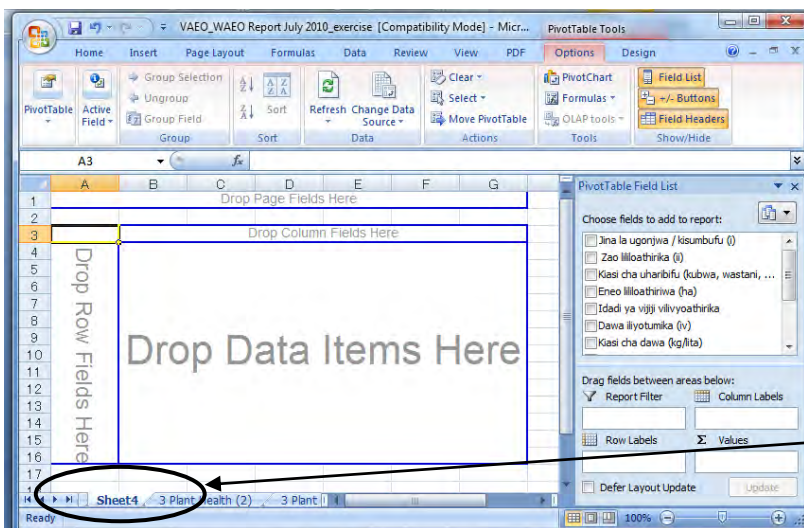 VAEO_WAEO Report July 2010_exercise [Compatibility Mode] - Micr...
PivotTable Tools
Home Insert Page Layout Formulas Data Review View PDF Options Design
PivotTable
Active Field
Group Selection
Ungroup
Group Field
Group
Sort
Sort
Refresh
Change Data Source
Data
Clear
Select
Move PivotTable
Actions
PivotChart
Formulas
OLAP tools
Tools
Field List
+/- Buttons
Field Headers
Show/Hide
A3
fx
A B C D E F G
1
2
3
4
5
6
7
8
9
10
11
12
13
14
15
16
17
Drop Page Fields Here
Drop Column Fields Here
Drop Row Fields Here
Drop Data Items Here
PivotTable Field List
Choose fields to add to report:
Jina la ugonjwa / kisumbufu (i)
Zao lililoathirika (ii)
Kiasi cha uharibifu (kubwa, wastani, ...
Eneo lililoathiriwa (ha)
Idadi ya vijiji vilivyoathirika
Dawa iliyotumika (iv)
Kiasi cha dawa (kg/lita)
Drag fields between areas below:
Report Filter
Column Labels
Row Labels
Σ Values
Defer Layout Update
Update
Sheet4
3 Plant Health (2)
3 Plant
Ready
100%